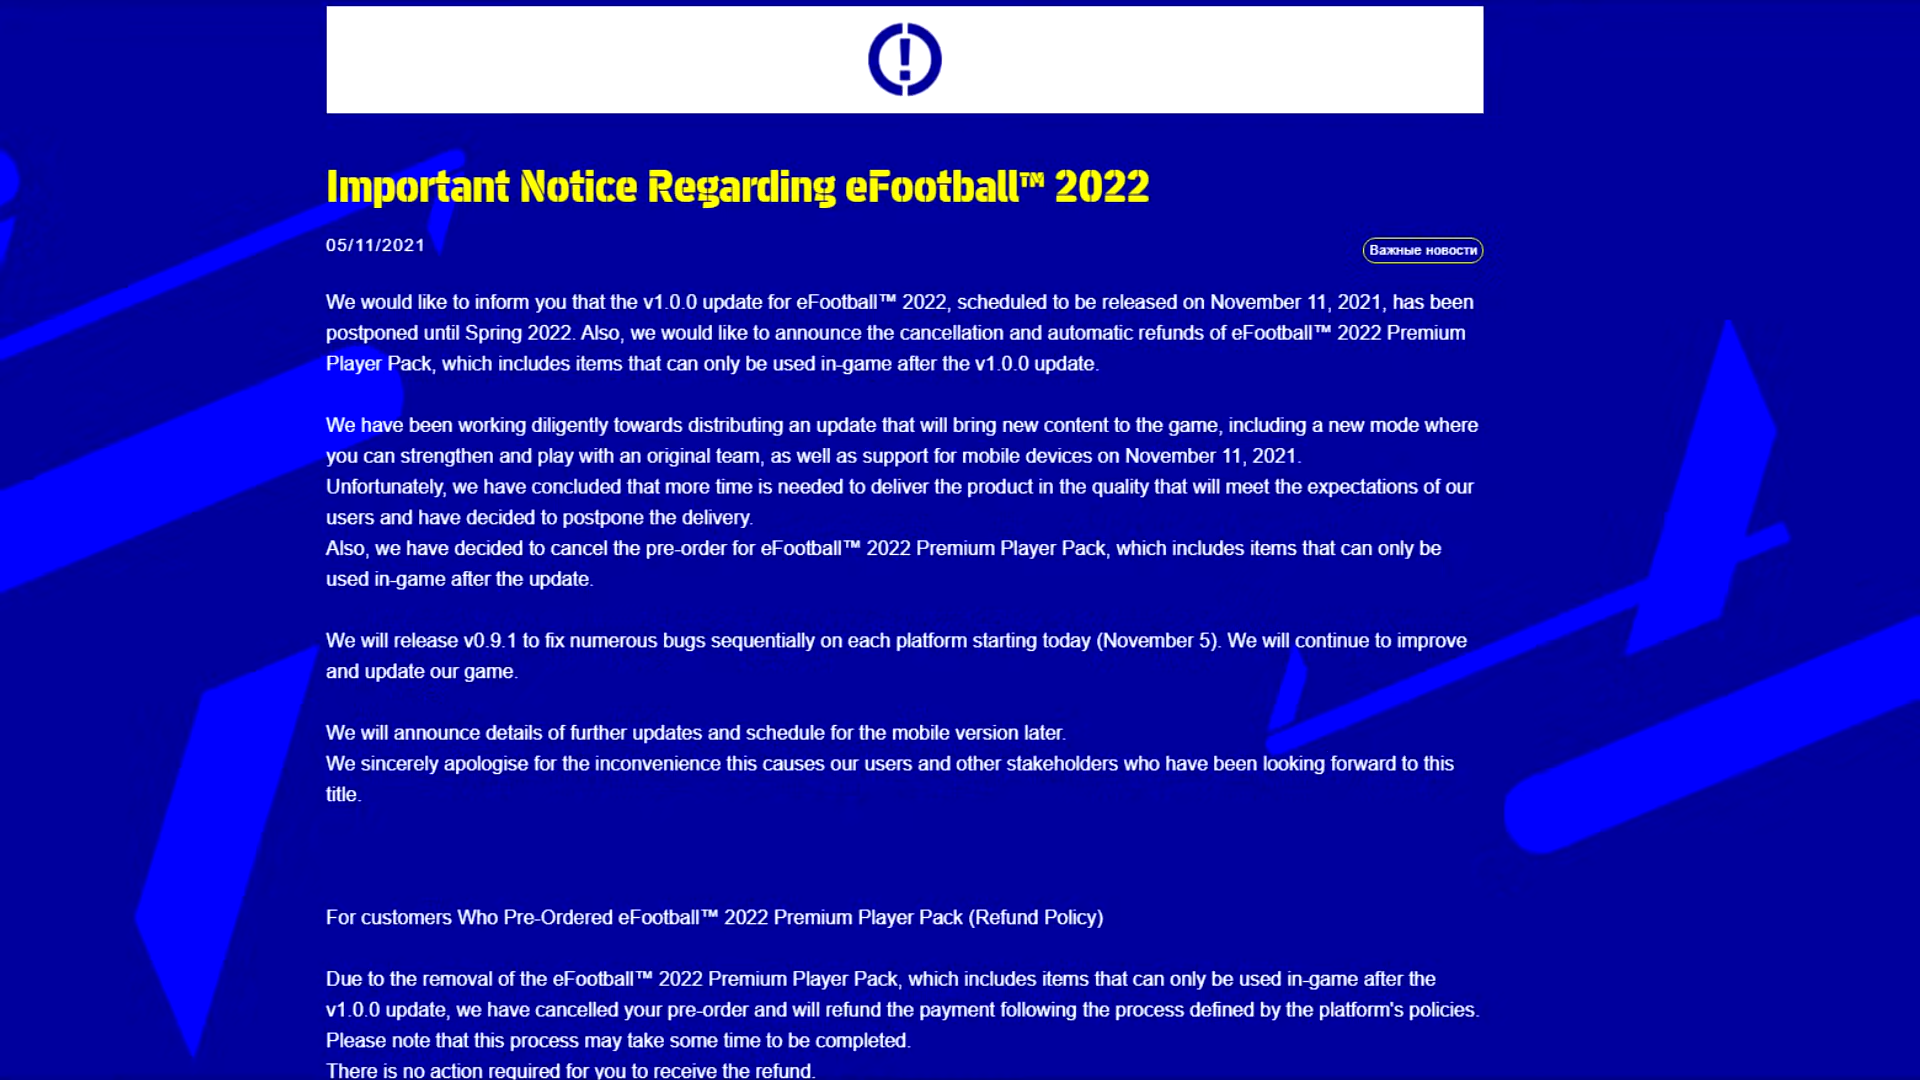 Important Notice Regarding eFootball™ 2022
05/11/2021
Важные новости
We would like to inform you that the v1.0.0 update for eFootball™ 2022, scheduled to be released on November 11, 2021, has been
postponed until Spring 2022. Also, we would like to announce the cancellation and automatic refunds of eFootball™ 2022 Premium
Player Pack, which includes items that can only be used in-game after the v1.0.0 update.
We have been working diligently towards distributing an update that will bring new content to the game, including a new mode where
you can strengthen and play with an original team, as well as support for mobile devices on November 11, 2021.
Unfortunately, we have concluded that more time is needed to deliver the product in the quality that will meet the expectations of our
users and have decided to postpone the delivery.
Also, we have decided to cancel the pre-order for eFootball™ 2022 Premium Player Pack, which includes items that can only be
used in-game after the update.
We will release v0.9.1 to fix numerous bugs sequentially on each platform starting today (November 5). We will continue to improve
and update our game.
We will announce details of further updates and schedule for the mobile version later.
We sincerely apologise for the inconvenience this causes our users and other stakeholders who have been looking forward to this
title.
For customers Who Pre-Ordered eFootball™ 2022 Premium Player Pack (Refund Policy)
Due to the removal of the eFootball™ 2022 Premium Player Pack, which includes items that can only be used in-game after the
v1.0.0 update, we have cancelled your pre-order and will refund the payment following the process defined by the platform's policies.
Please note that this process may take some time to be completed.
There is no action required for you to receive the refund.